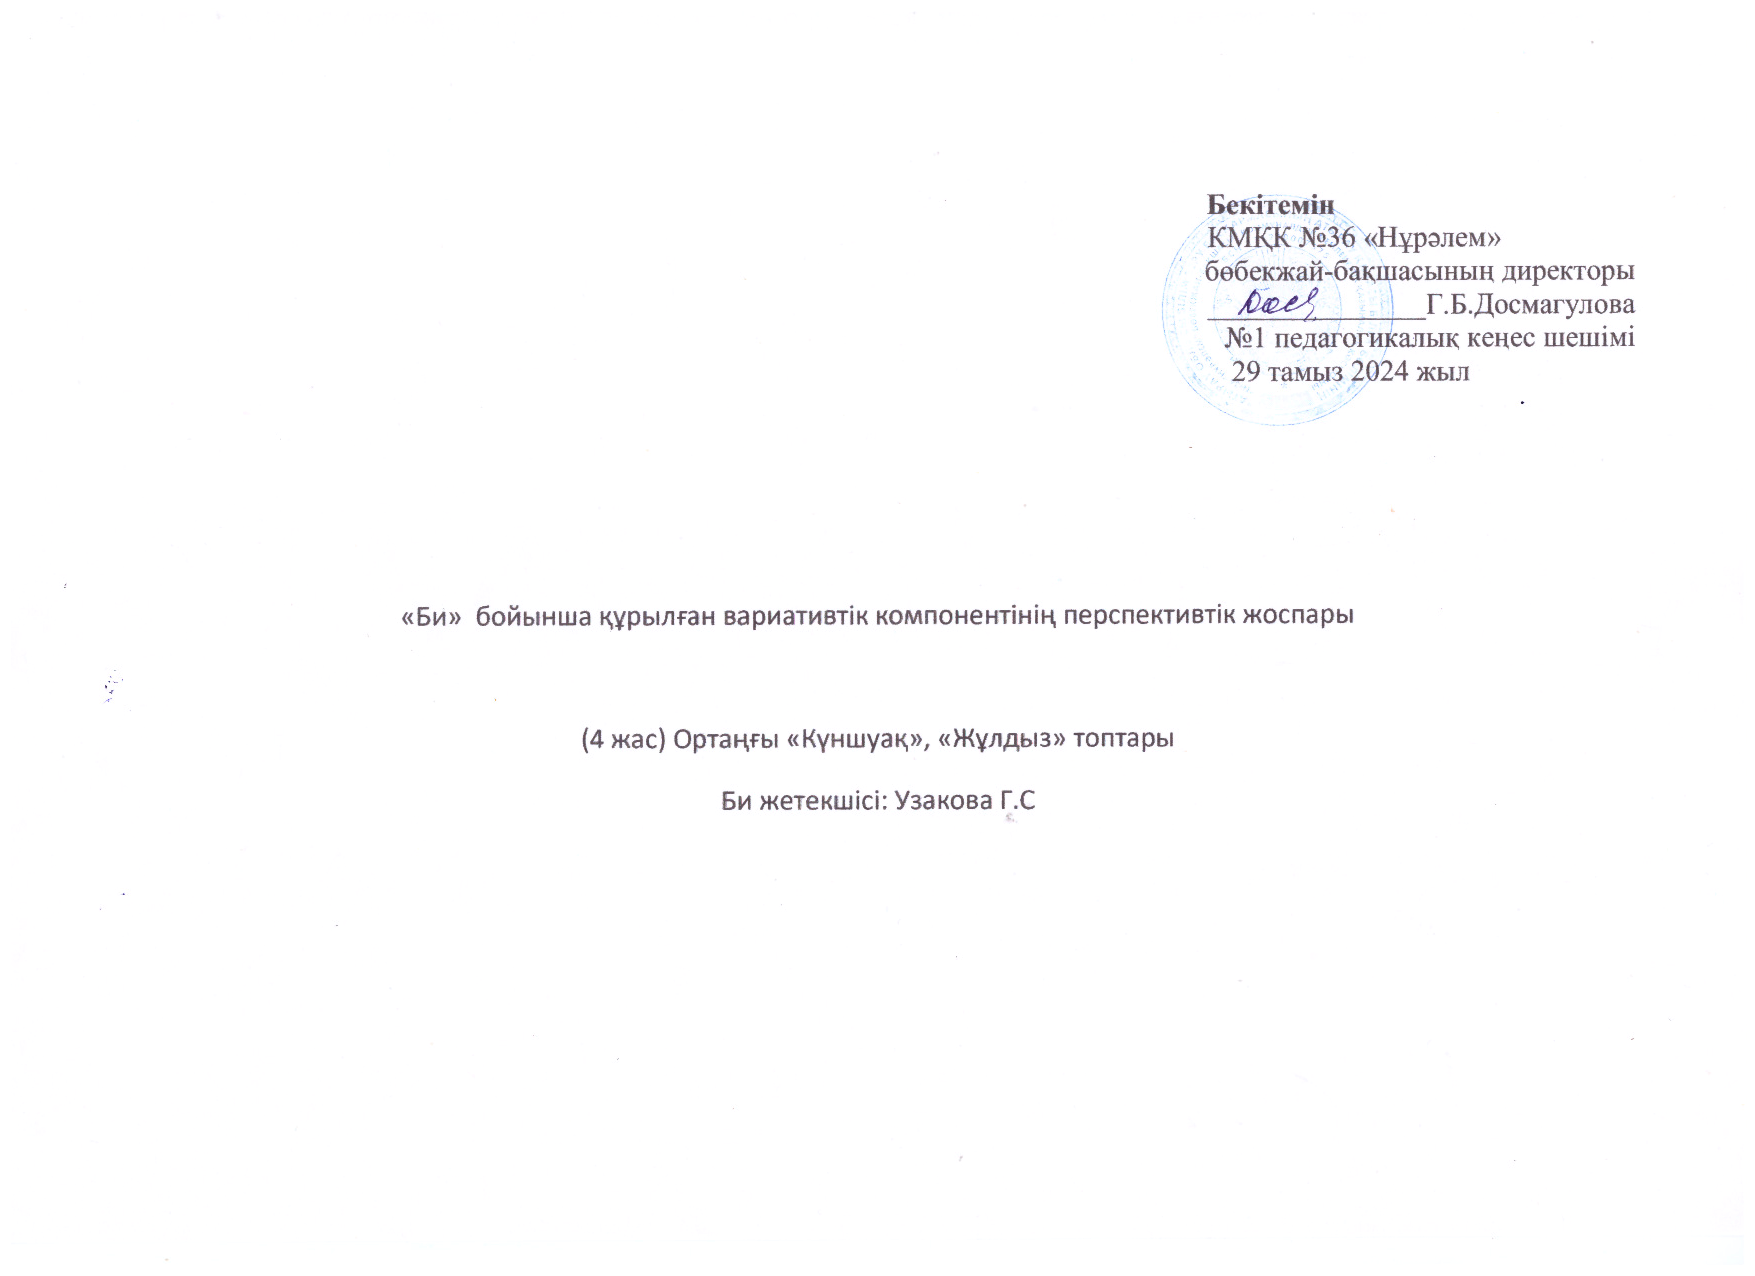 Бекітемін
КМҚК №36 «Нұрәлем»
бөбекжай-бақшасының директоры
_______________Г.Б.Досмагулова
№1 педагогикалық кеңес шешімі
29 тамыз 2024 жыл
«Би»  бойынша құрылған вариативтік компонентінің перспективтік жоспары
(4 жас) Ортаңғы «Күншуақ», «Жұлдыз» топтары
Би жетекшісі: Узакова Г.С